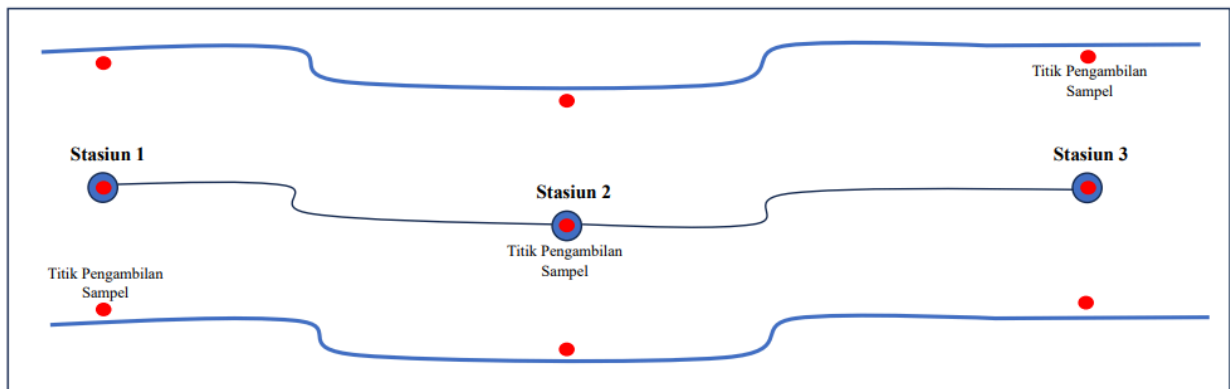 Titik Pengambilan
Sampel
Stasiun 1
Stasiun 3
Stasiun 2
Titik Pengambilan
Sampel
Titik Pengambilan
Sampel